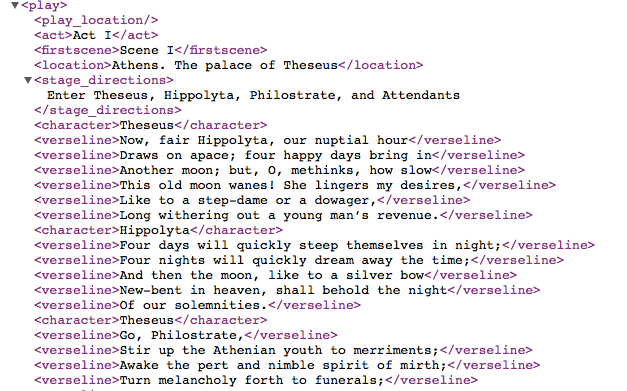 ▼<play>
<play_location/>
<act>Act I</act>
<firstscene>Scene I</firstscene>
<location>Athens. The palace of Theseus</location>
▼<stage_directions>
Enter Theseus, Hippolyta, Philostrate, and Attendants
</stage_directions>
<character>Theseus</character>
<verseline>Now, fair Hippolyta, our nuptial hour</verseline>
<verseline>Draws on apace; four happy days bring in</verseline>
<verseline>Another moon; but, O, methinks, how slow</verseline>
<verseline>This old moon wanes! She lingers my desires,</verseline>
<verseline>Like to a step-dame or a dowager,</verseline>
<verseline>Long withering out a young man’s revenue.</verseline>
<character>Hippolyta</character>
<verseline>Four days will quickly steep themselves in night;</verseline>
<verseline>Four nights will quickly dream away the time;</verseline>
<verseline>And then the moon, like to a silver bow</verseline>
<verseline>New-bent in heaven, shall behold the night</verseline>
<verseline>Of our solemnities.</verseline>
<character>Theseus</character>
<verseline>Go, Philostrate,</verseline>
<verseline>Stir up the Athenian youth to merriments;</verseline>
<verseline>Awake the pert and nimble spirit of mirth;</verseline>
<verseline>Turn melancholy forth to funerals;</verseline>